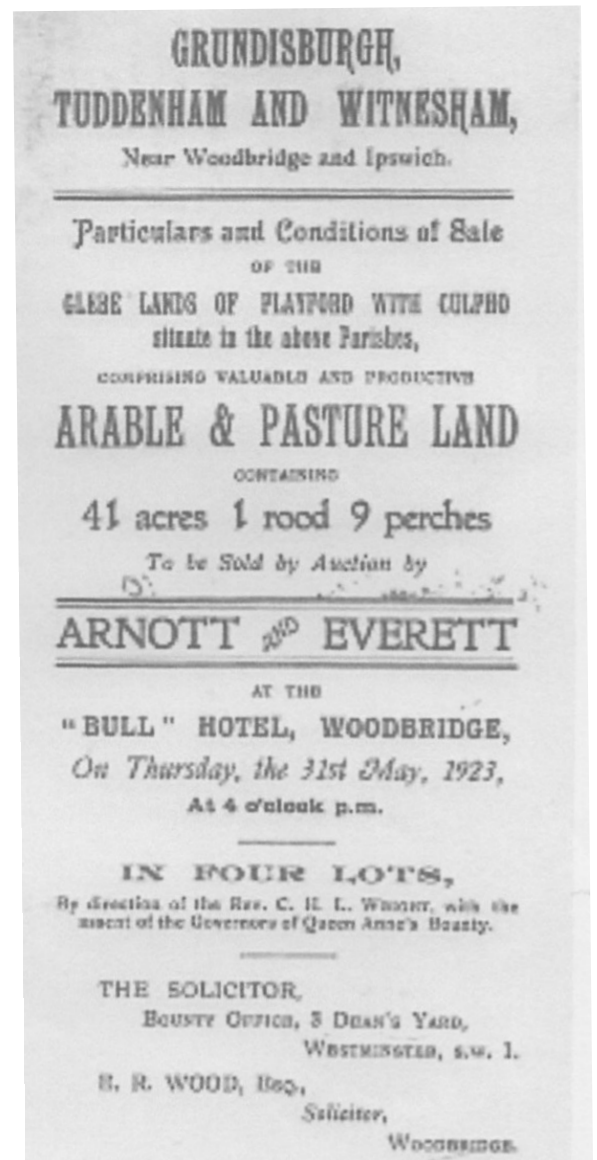 GRUNDISBURGH,
TUDDENHAM AND WITNESHAM,
Near Woodbridge and Ipswich.
Particulars and Conditions of Sale
OF THE
GLEBE LANDS OF PLAYFORD WITH CULPHO
situate in the above Parishes,
COMPRISING VALUABLE AND PRODUCTIVE
ARABLE & PASTURE LAND
CONTAINING
41 acres 1 rood 9 perches
To be Sold by Auction by
ARNOTT AND EVERETT
AT THE
"BULL" HOTEL, WOODBRIDGE,
On Thursday, the 31st May, 1923,
At 4 o'clock p.m.
IN FOUR LOTS,
By direction of the Rev. C. H. L. , with the
assent of the Governors of Queen Anne's Bounty.
THE SOLICITOR,
BOUNTY OFFICE, 3 DEAN'S YARD,
WESTMINSTER, S.W. 1.
R. WOOD, Esq.,
Solicitor,
WOODBRIDGE.